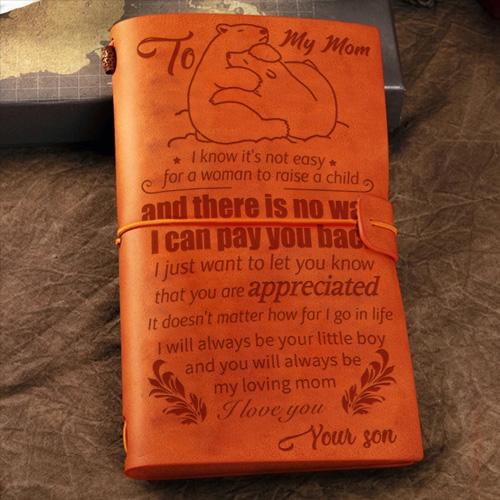 To My Mom
I know it's not easy
for a woman to raise a child
and there is no wa
I can pay you bac
I just want to let you know
that you are appreciated
It doesn't matter how far I go in life
I will always be your little boy
and you will always be
my loving mom
I love you
Your son